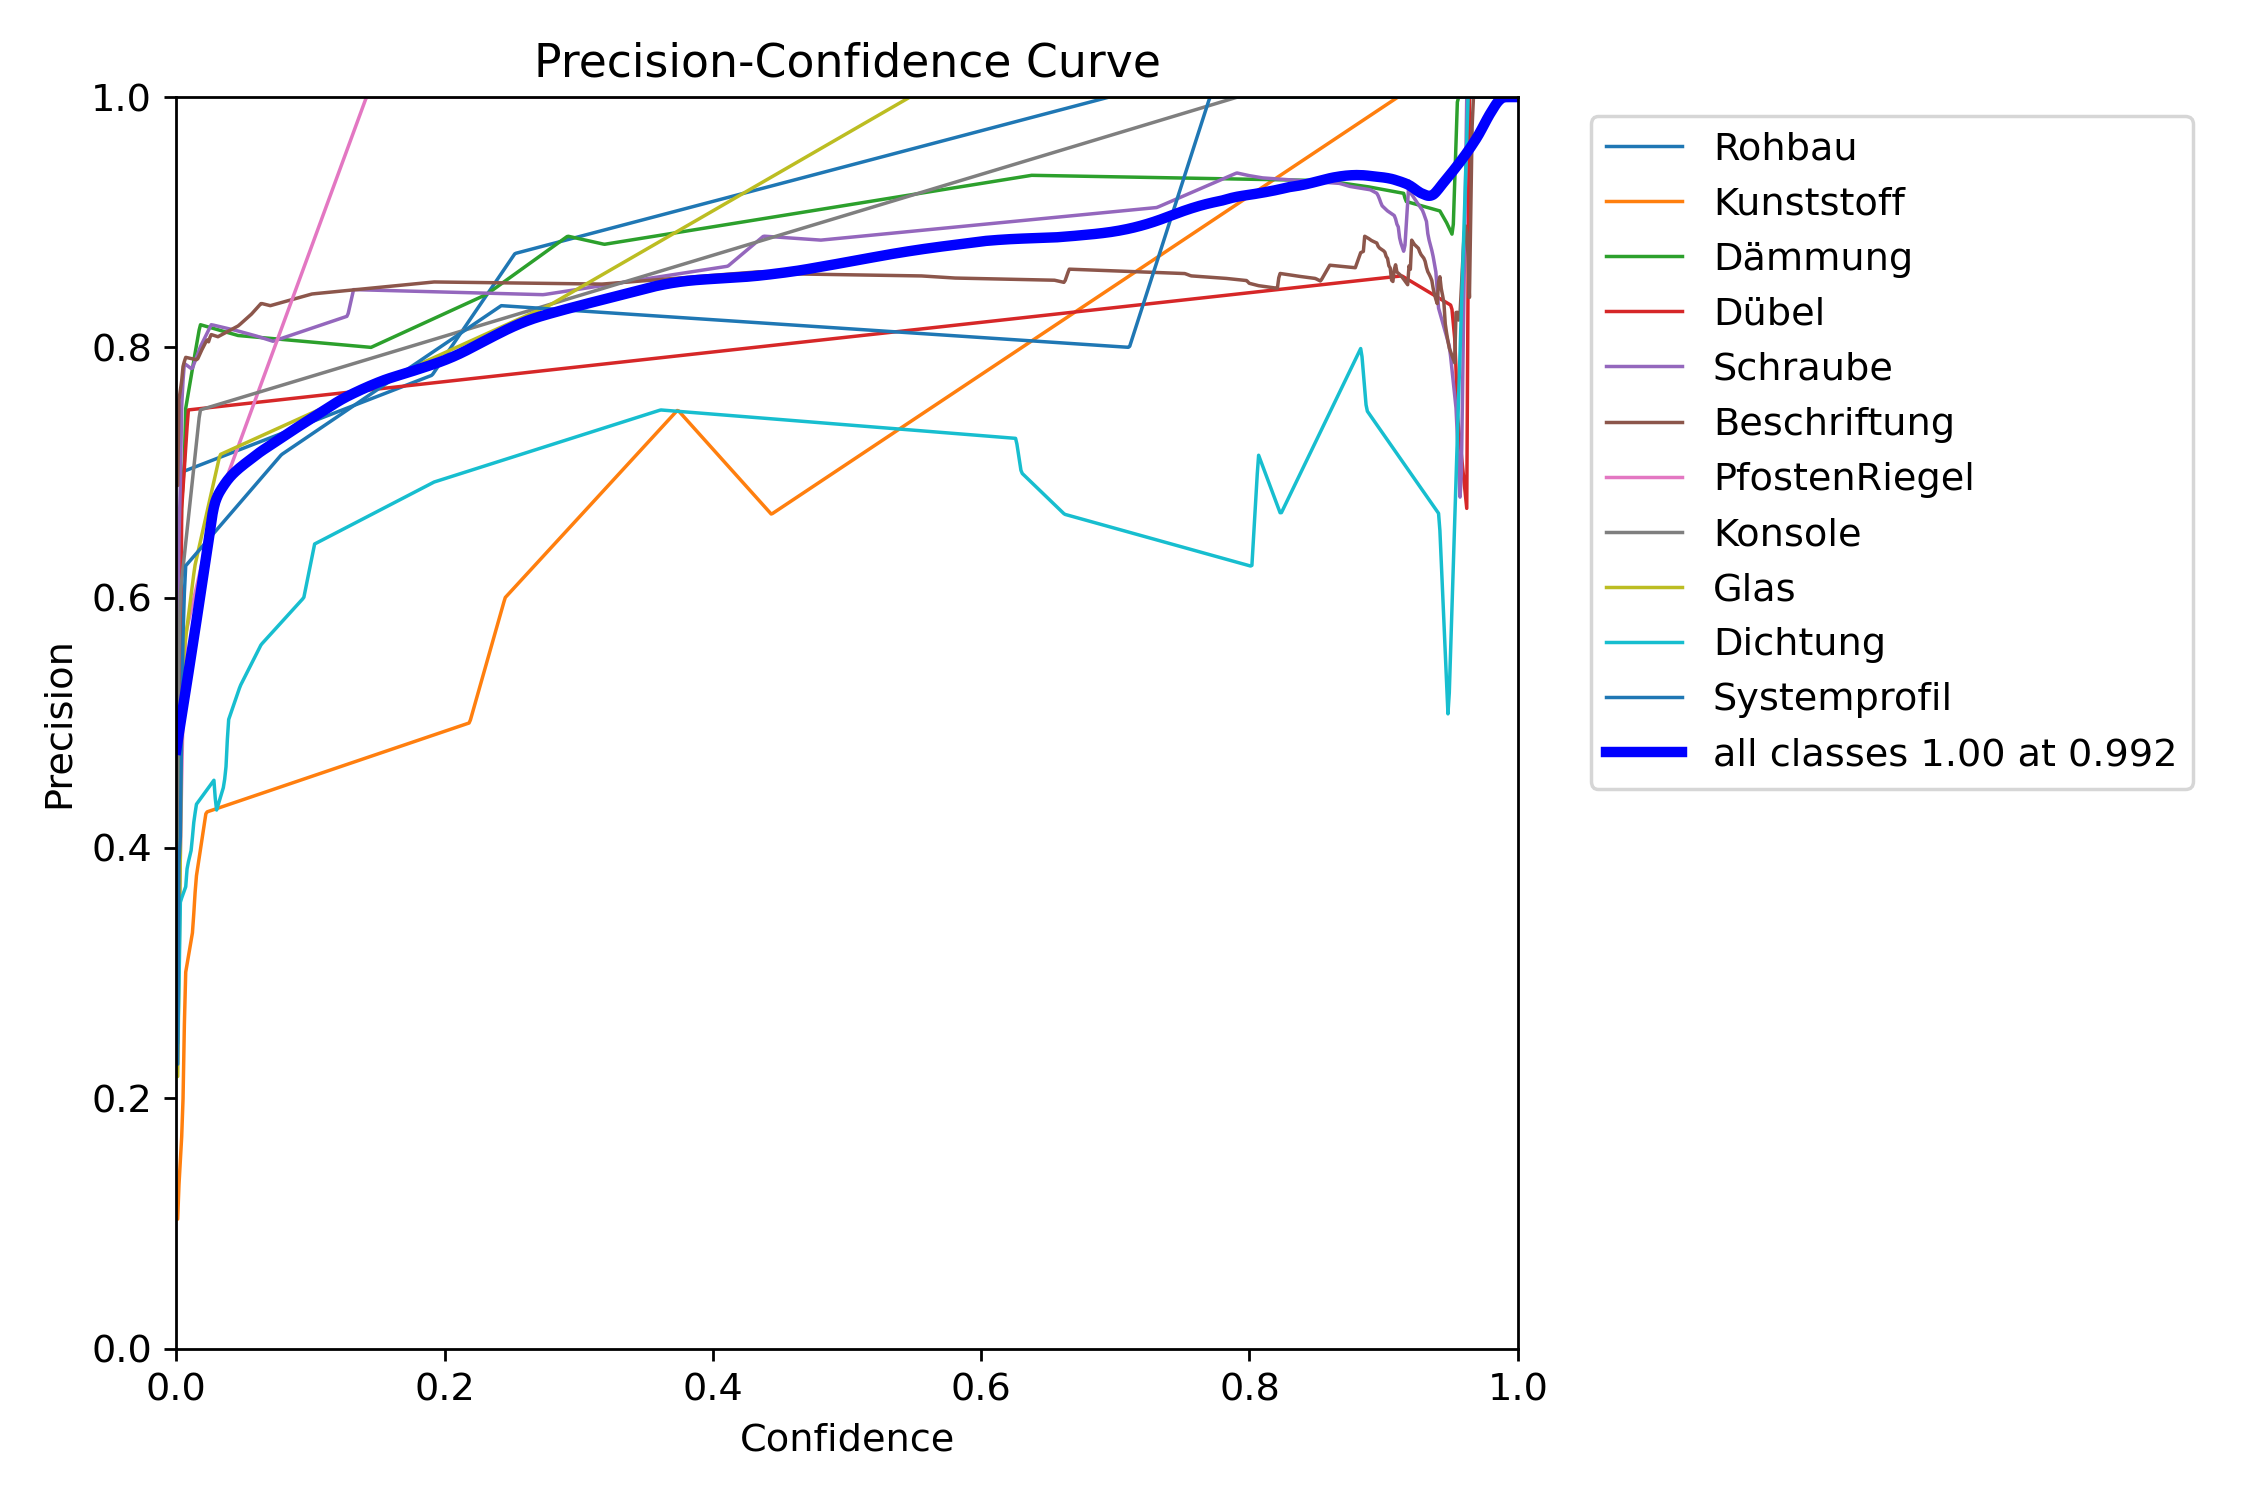 Precision-Confidence Curve
1.0
0.8
0.6
0.4
0.2
0.0
Precision
0.0 0.2 0.4 0.6 0.8 1.0
Confidence
Rohbau
Kunststoff
Dämmung
Dübel
Schraube
Beschriftung
PfostenRiegel
Konsole
Glas
Dichtung
Systemprofil
all classes 1.00 at 0.992